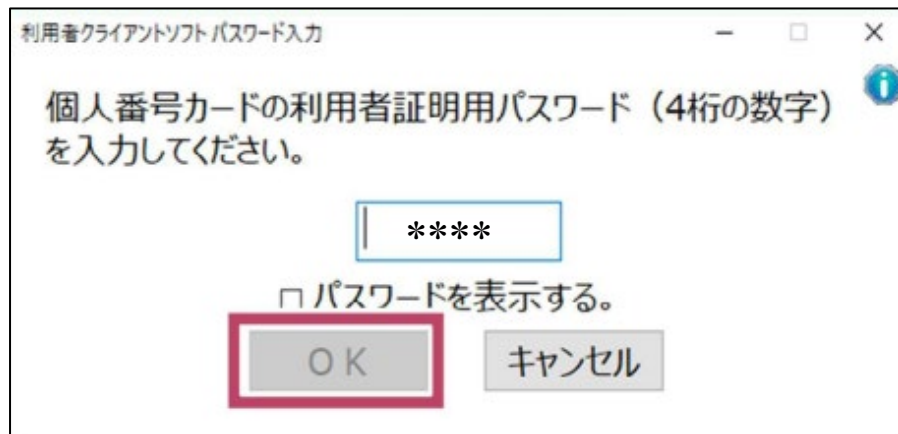 利用者クライアントソフト パスワード入力
個人番号カードの利用者証明用パスワード（4桁の数字）
を入力してください。
****
パスワードを表示する。
OK キャンセル